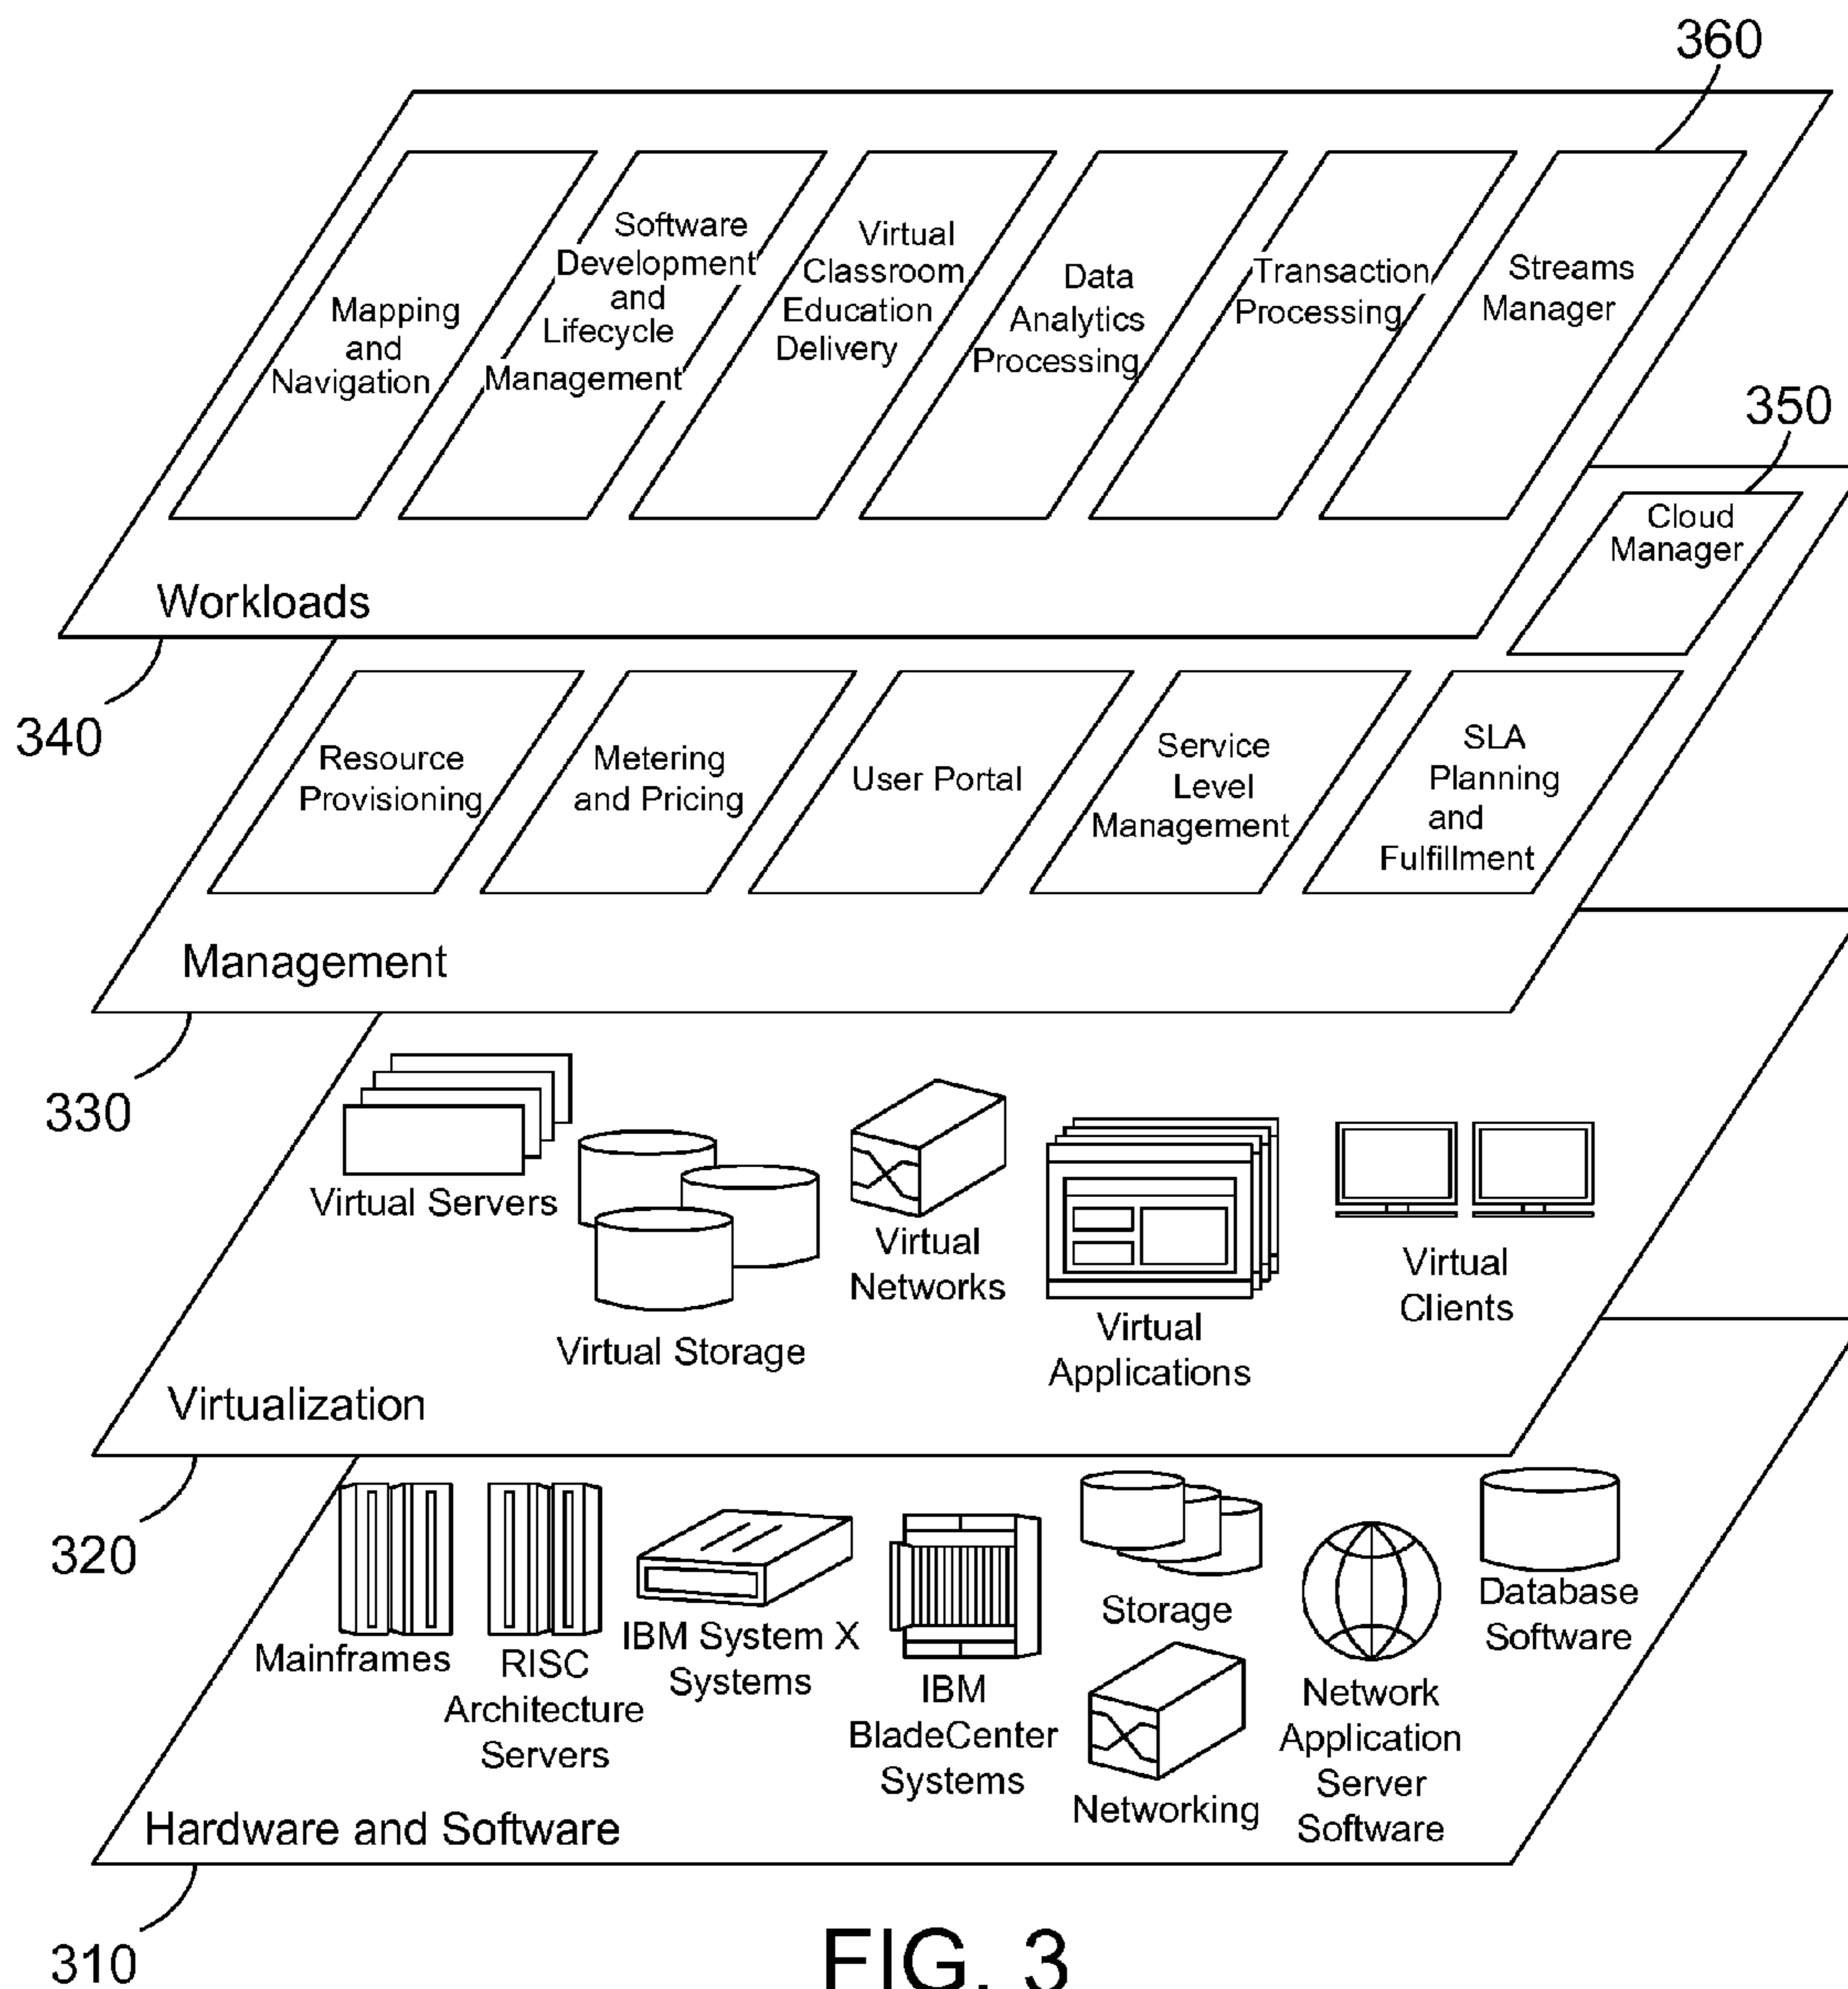 360
Mapping
and
Navigation
Software
Development
and
Lifecycle
Management
Virtual
Classroom
Education
Delivery
Data
Analytics
Processing
Transaction
Processing
Streams
Manager
350
Cloud
Manager
Workloads
340
Resource
Provisioning
Metering
and Pricing
User Portal
Service
Level
Management
SLA
Planning
and
Fulfillment
Management
330
Virtual Servers
Virtual Storage
Virtual
Networks
Virtual
Applications
Virtual
Clients
Virtualization
320
Mainframes
RISC
Architecture
Servers
IBM System X
Systems
IBM
BladeCenter
Systems
Storage
Networking
Network
Application
Server
Software
Database
Software
Hardware and Software
310
FIG. 3